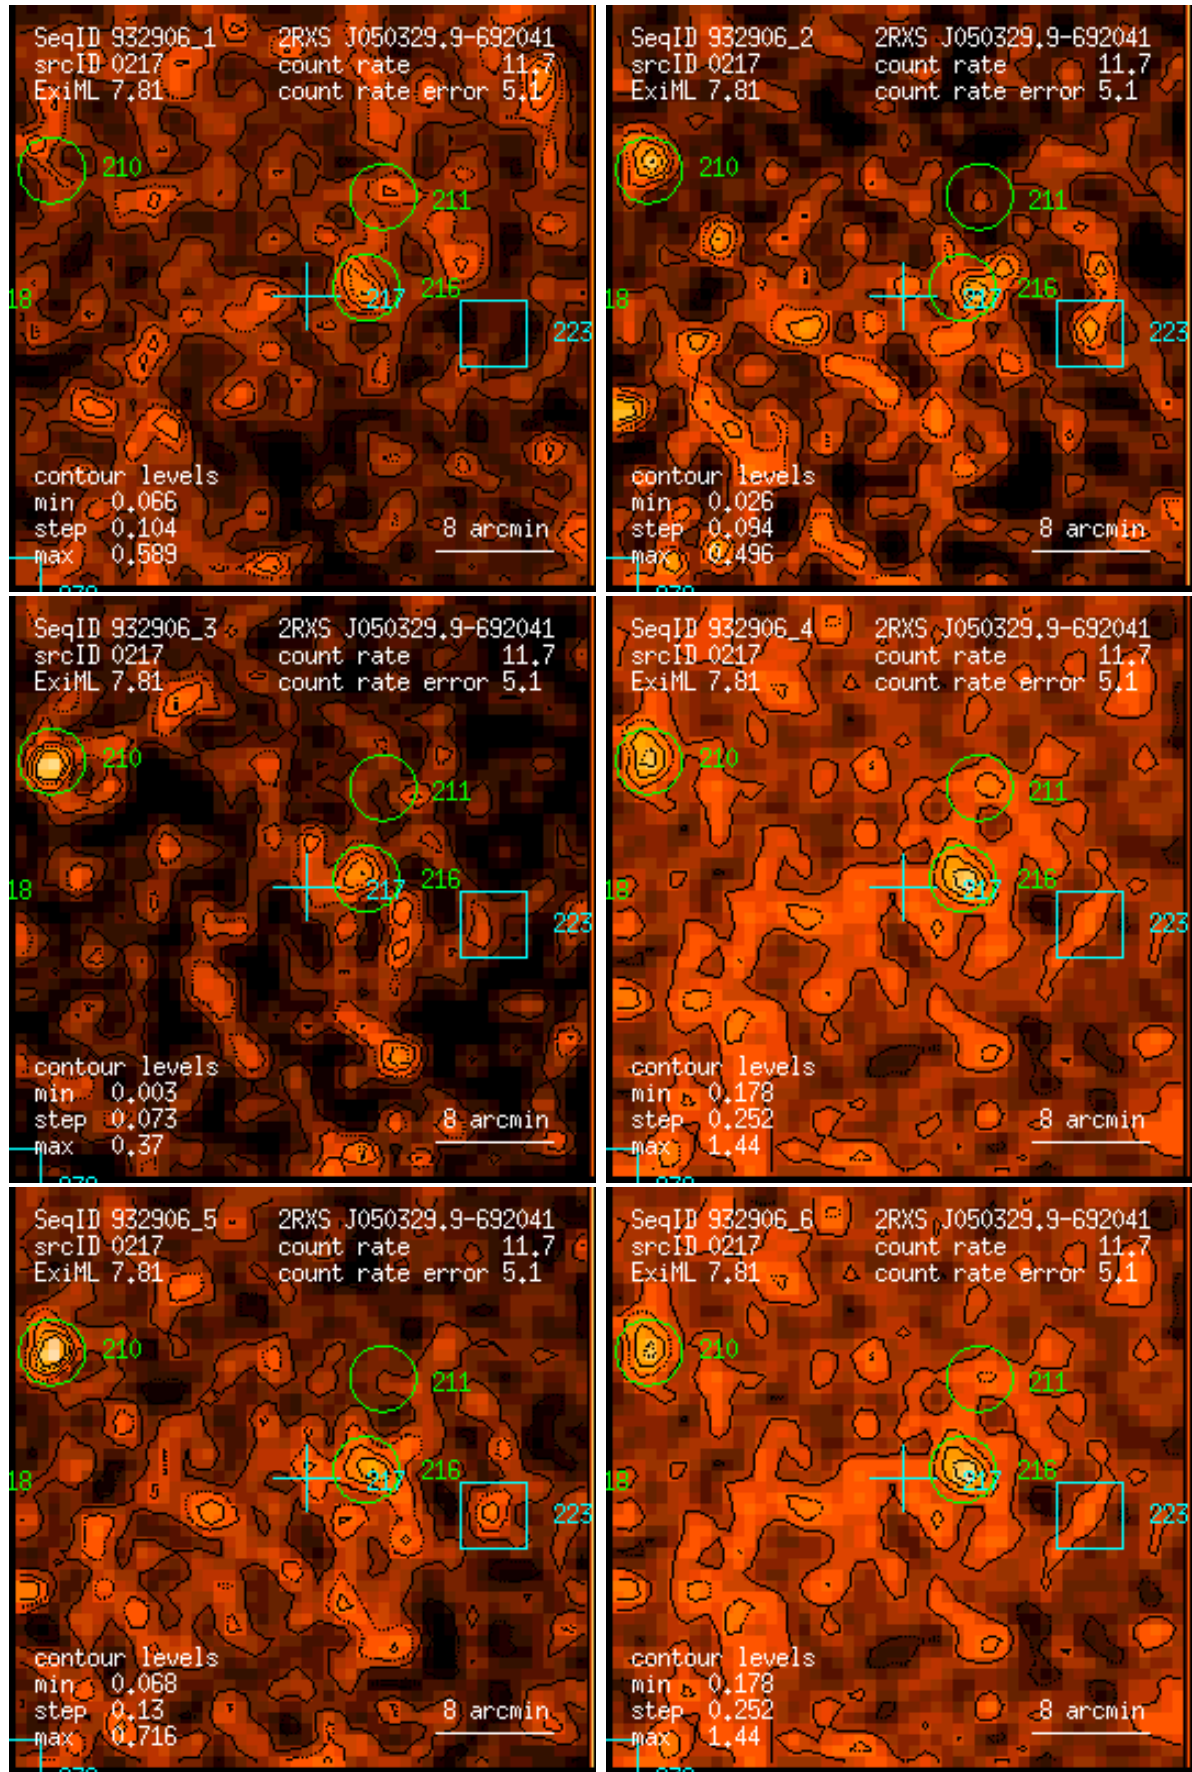 SeqID 932906_1 2RXS J050329.9-692041
srcID 0217 count rate 11.7
ExiML 7.81 count rate error 5.1
210
211
18
217
216
223
contour levels
min 0.066
step 0.104
max 0.589
8 arcmin
SeqID 932906_2 2RXS J050329.9-692041
srcID 0217 count rate 11.7
ExiML 7.81 count rate error 5.1
210
211
18
217
216
223
contour levels
min 0.026
step 0.094
max 0.496
8 arcmin
SeqID 932906_3 2RXS J050329.9-692041
srcID 0217 count rate 11.7
ExiML 7.81 count rate error 5.1
210
211
18
217
216
223
contour levels
min 0.003
step 0.073
max 0.37
8 arcmin
SeqID 932906_4 2RXS J050329.9-692041
srcID 0217 count rate 11.7
ExiML 7.81 count rate error 5.1
210
211
18
217
216
223
contour levels
min 0.178
step 0.252
max 1.44
8 arcmin
SeqID 932906_5 2RXS J050329.9-692041
srcID 0217 count rate 11.7
ExiML 7.81 count rate error 5.1
210
211
18
217
216
223
contour levels
min 0.068
step 0.13
max 0.716
8 arcmin
SeqID 932906_6 2RXS J050329.9-692041
srcID 0217 count rate 11.7
ExiML 7.81 count rate error 5.1
210
211
18
217
216
223
contour levels
min 0.178
step 0.252
max 1.44
8 arcmin